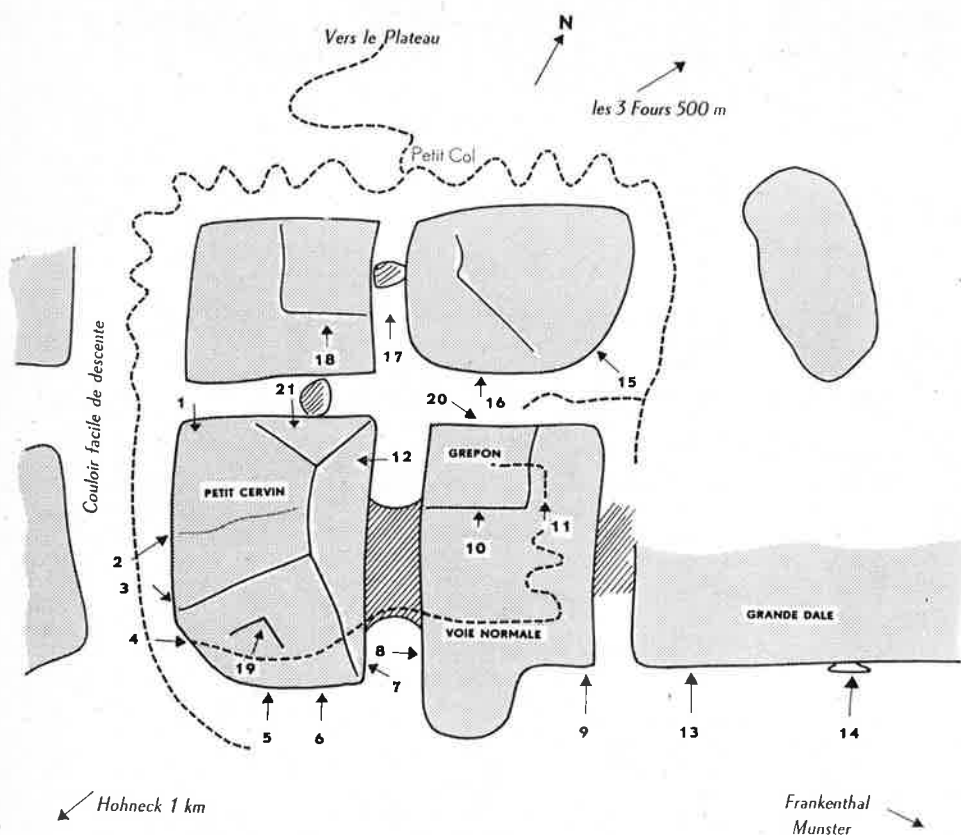 N
Vers le Plateau
les 3 Fours 500 m
Petit Col
Couloir facile de descente
18
17
15
16
21
20
1
12
GREPON
PETIT CERVIN
2
10
11
3
4
19
VOIE NORMALE
8
7
GRANDE DALE
5
6
9
13
14
Hohneck 1 km
Frankenthal
Munster